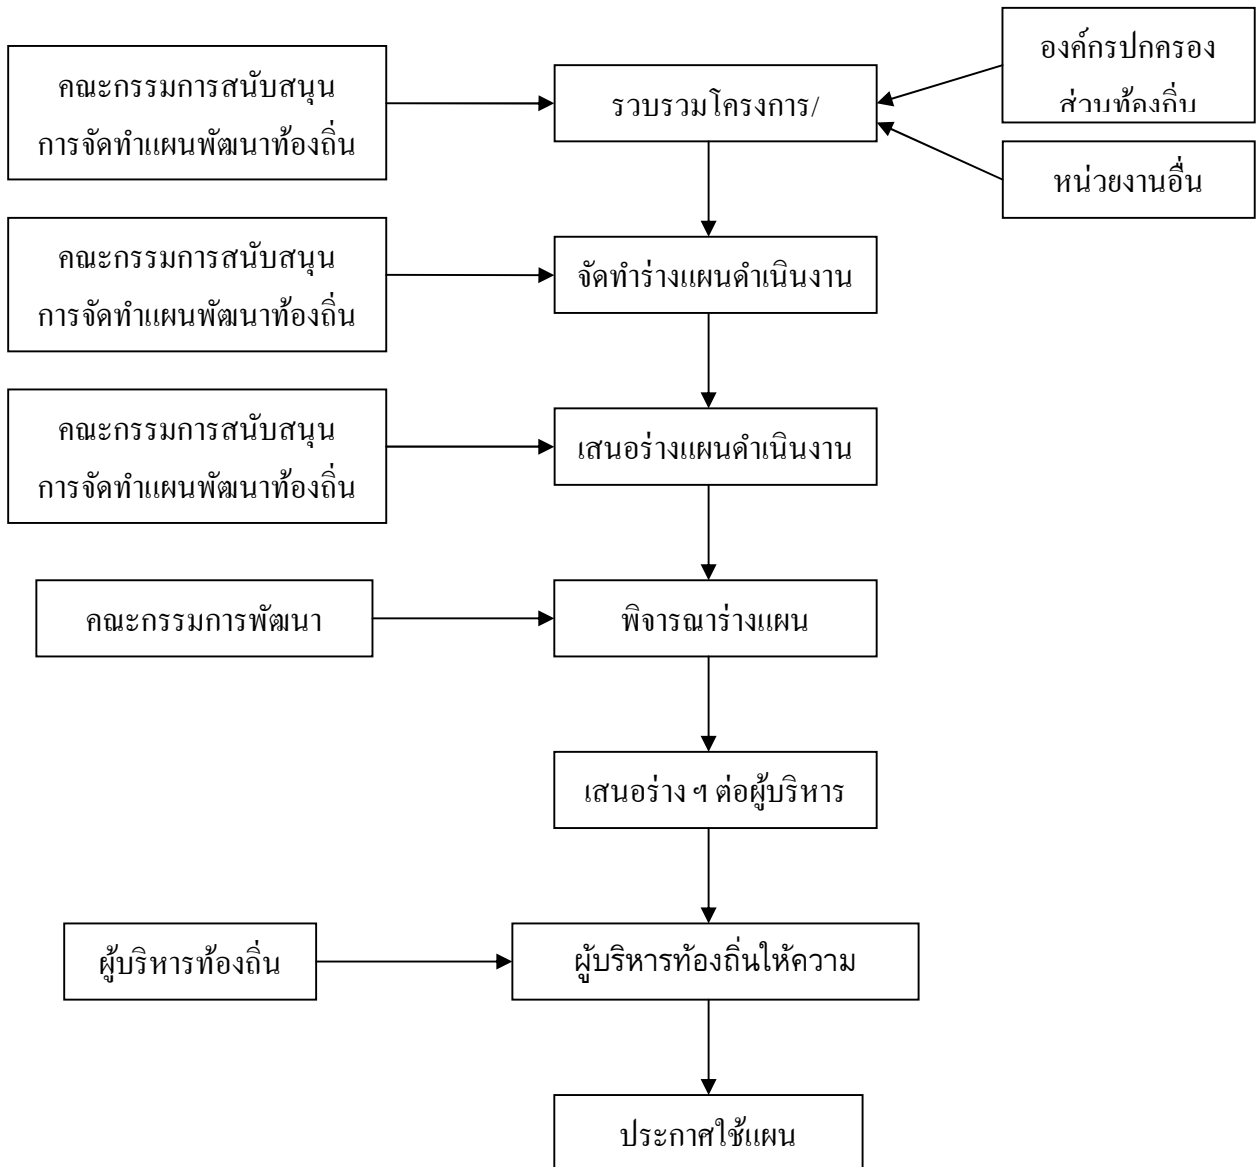 คณะกรรมการสนับสนุน
การจัดทำแผนพัฒนาท้องถิ่น
รวบรวมโครงการ/
องค์กรปกครอง
ส่วนท้องถิ่น
หน่วยงานอื่น
คณะกรรมการสนับสนุน
การจัดทำแผนพัฒนาท้องถิ่น
จัดทำร่างแผนดำเนินงาน
คณะกรรมการสนับสนุน
การจัดทำแผนพัฒนาท้องถิ่น
เสนอร่างแผนดำเนินงาน
คณะกรรมการพัฒนา
พิจารณาร่างแผน
เสนอร่าง ฯ ต่อผู้บริหาร
ผู้บริหารท้องถิ่น
ผู้บริหารท้องถิ่นให้ความ
ประกาศใช้แผน